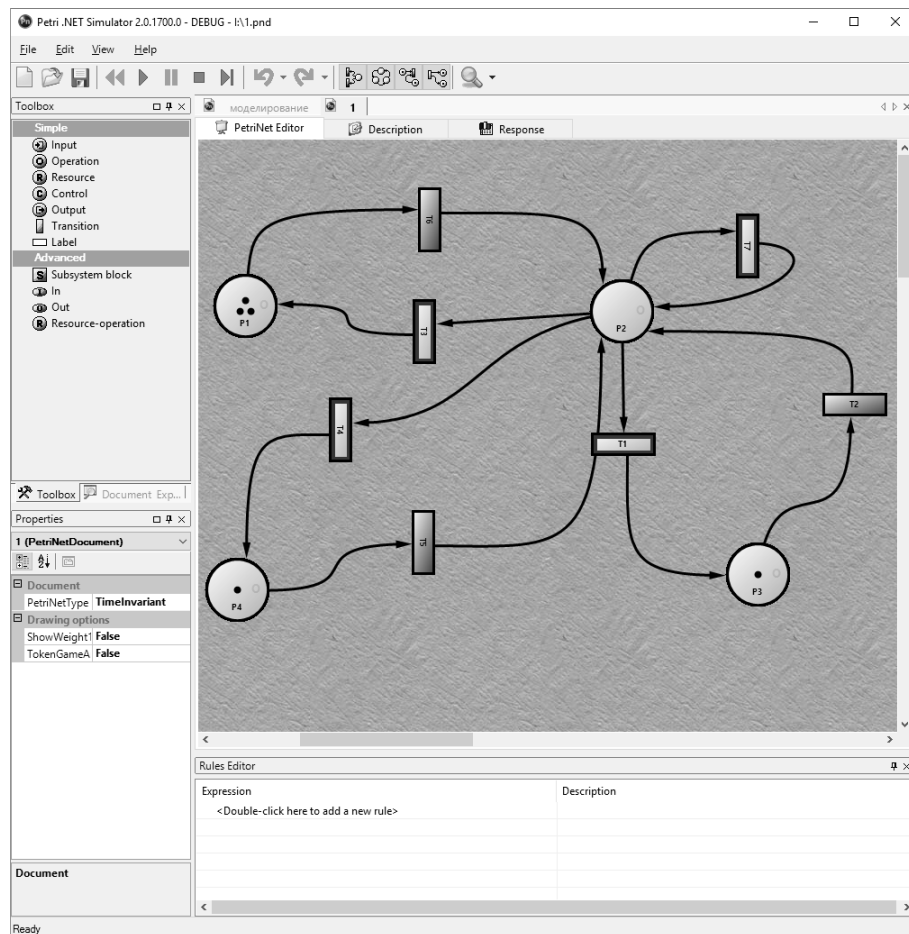 Petri .NET Simulator 2.0.1700.0 - DEBUG - I:\1.pnd
File Edit View Help
Toolbox
моделирование 1
PetriNet Editor Description Response
Simple
Input
Operation
Resource
Control
Output
Transition
Label
Advanced
Subsystem block
In
Out
Resource-operation
T6
T7
P1
T3
P2
T2
T4
T1
T5
P3
P4
Toolbox Document Exp...
Properties
1 (PetriNetDocument)
Document
PetriNetType TimeInvariant
Drawing options
ShowWeight1 False
TokenGameA False
Document
Rules Editor
Expression Description
<Double-click here to add a new rule>
Ready